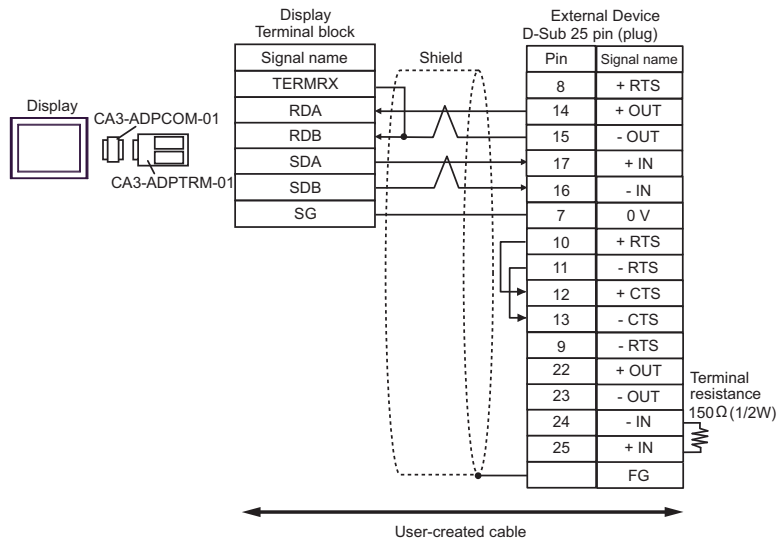 Display
Terminal block
Signal name
TERMRX
RDA
RDB
SDA
SDB
SG
Shield
External Device
D-Sub 25 pin (plug)
Pin Signal name
8 + RTS
14 + OUT
15 - OUT
17 + IN
16 - IN
7 0 V
10 + RTS
11 - RTS
12 + CTS
13 - CTS
9 - RTS
22 + OUT
23 - OUT
24 - IN
25 + IN
FG
Display
CA3-ADPCOM-01
CA3-ADPTRM-01
Terminal
resistance
150Ω(1/2W)
User-created cable